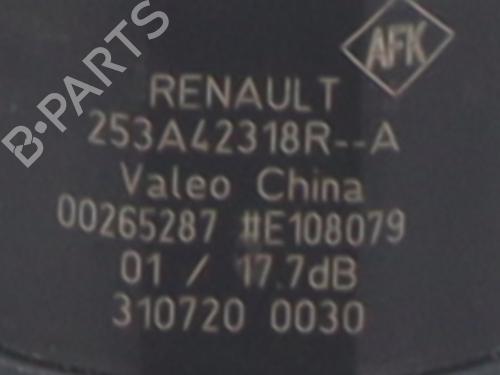 AFK
RENAULT
253A42318R--A
Valeo China
00265287 #E108079
01 / 17.7dB
310720 0030
B-PARTS